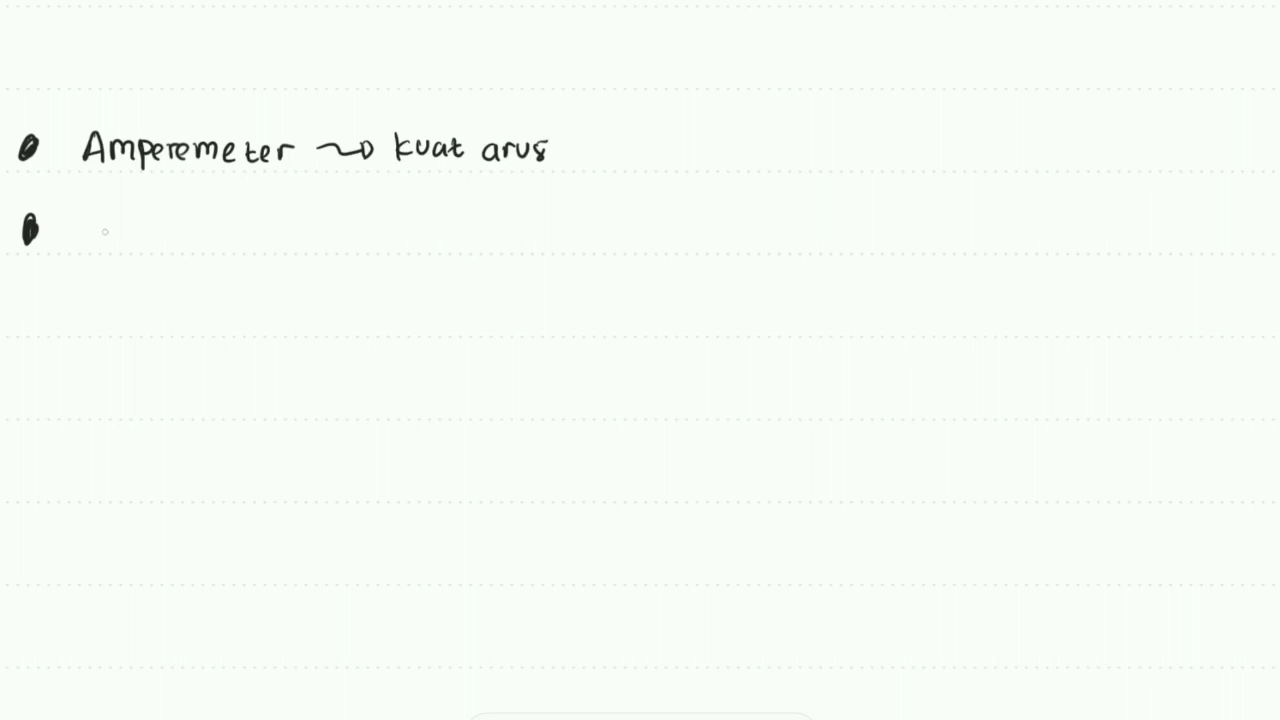 • Amperemeter → kuat arus
•